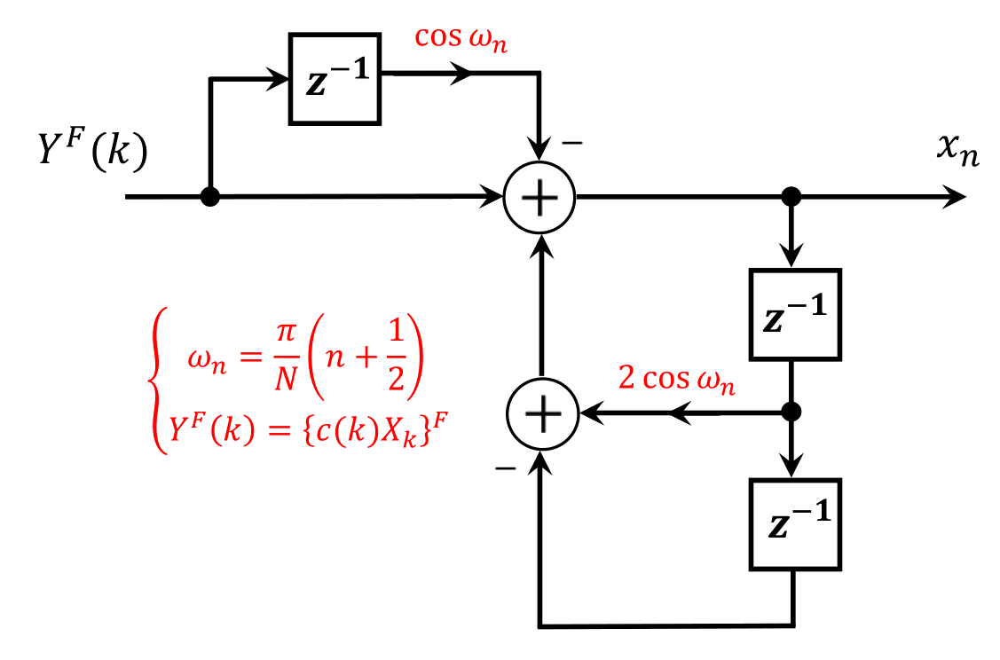 cos ω_n
z⁻¹
−
Y^F(k)
x_n
+
z⁻¹
ω_n = π/N (n + 1/2)
2 cos ω_n
+
Y^F(k) = {c(k)X_k}^F
−
z⁻¹